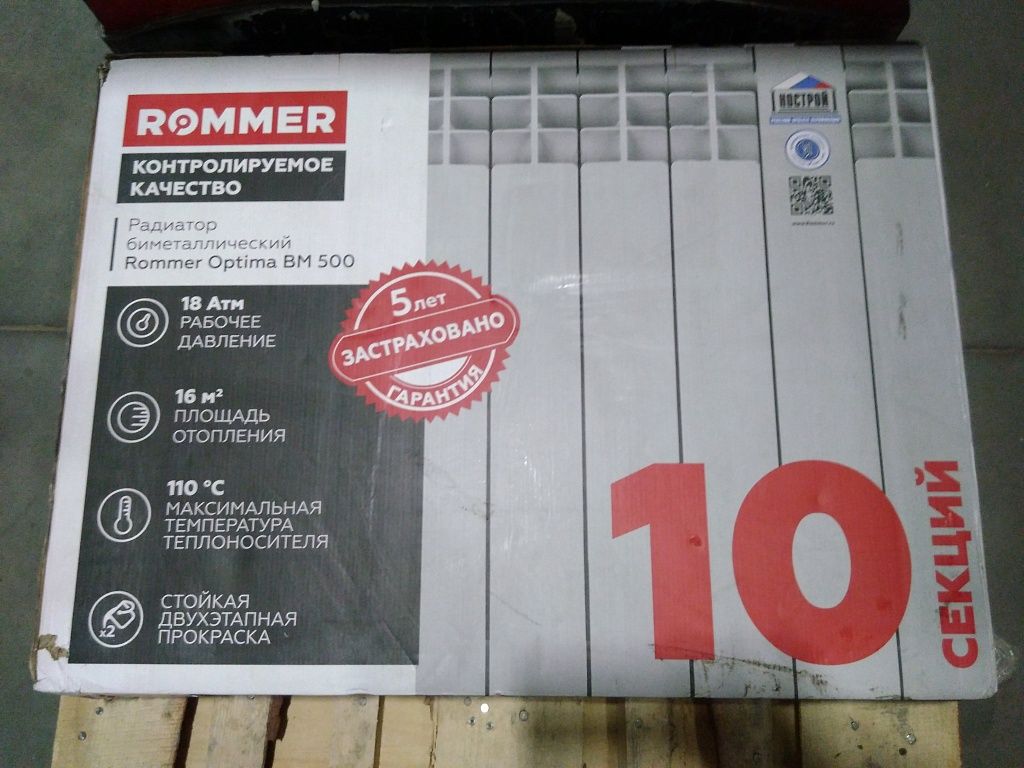 ROMMER
КОНТРОЛИРУЕМОЕ
КАЧЕСТВО
Радиатор
биметаллический
Rommer Optima BM 500
18 Атм
РАБОЧЕЕ
ДАВЛЕНИЕ
16 м²
ПЛОЩАДЬ
ОТОПЛЕНИЯ
110 °C
МАКСИМАЛЬНАЯ
ТЕМПЕРАТУРА
ТЕПЛОНОСИТЕЛЯ
x2
СТОЙКАЯ
ДВУХЭТАПНАЯ
ПРОКРАСКА
5 лет
ЗАСТРАХОВАНО
ГАРАНТИЯ
НОСТРОЙ
10
СЕКЦИЙ